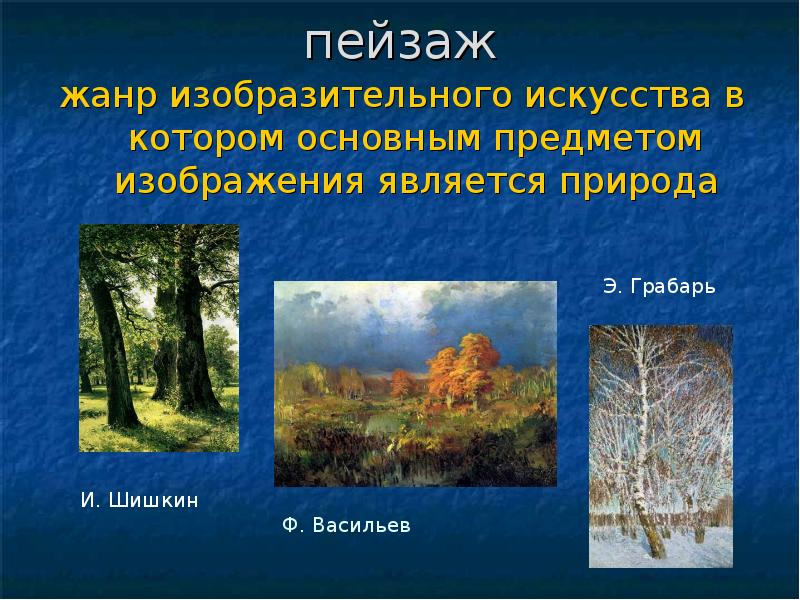 пейзаж
жанр изобразительного искусства в
котором основным предметом
изображения является природа
Э. Грабарь
И. Шишкин
Ф. Васильев